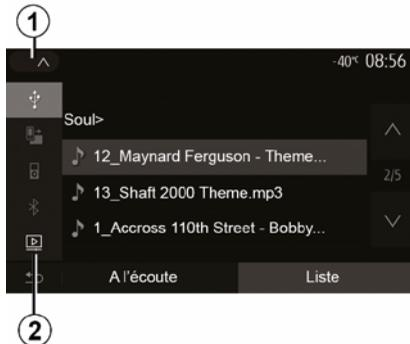 1
-40°C 08:56
Soul>
12_Maynard Ferguson - Theme...
13_Shaft 2000 Theme.mp3
2/5
1_Accross 110th Street - Bobby...
A l'écoute Liste
2